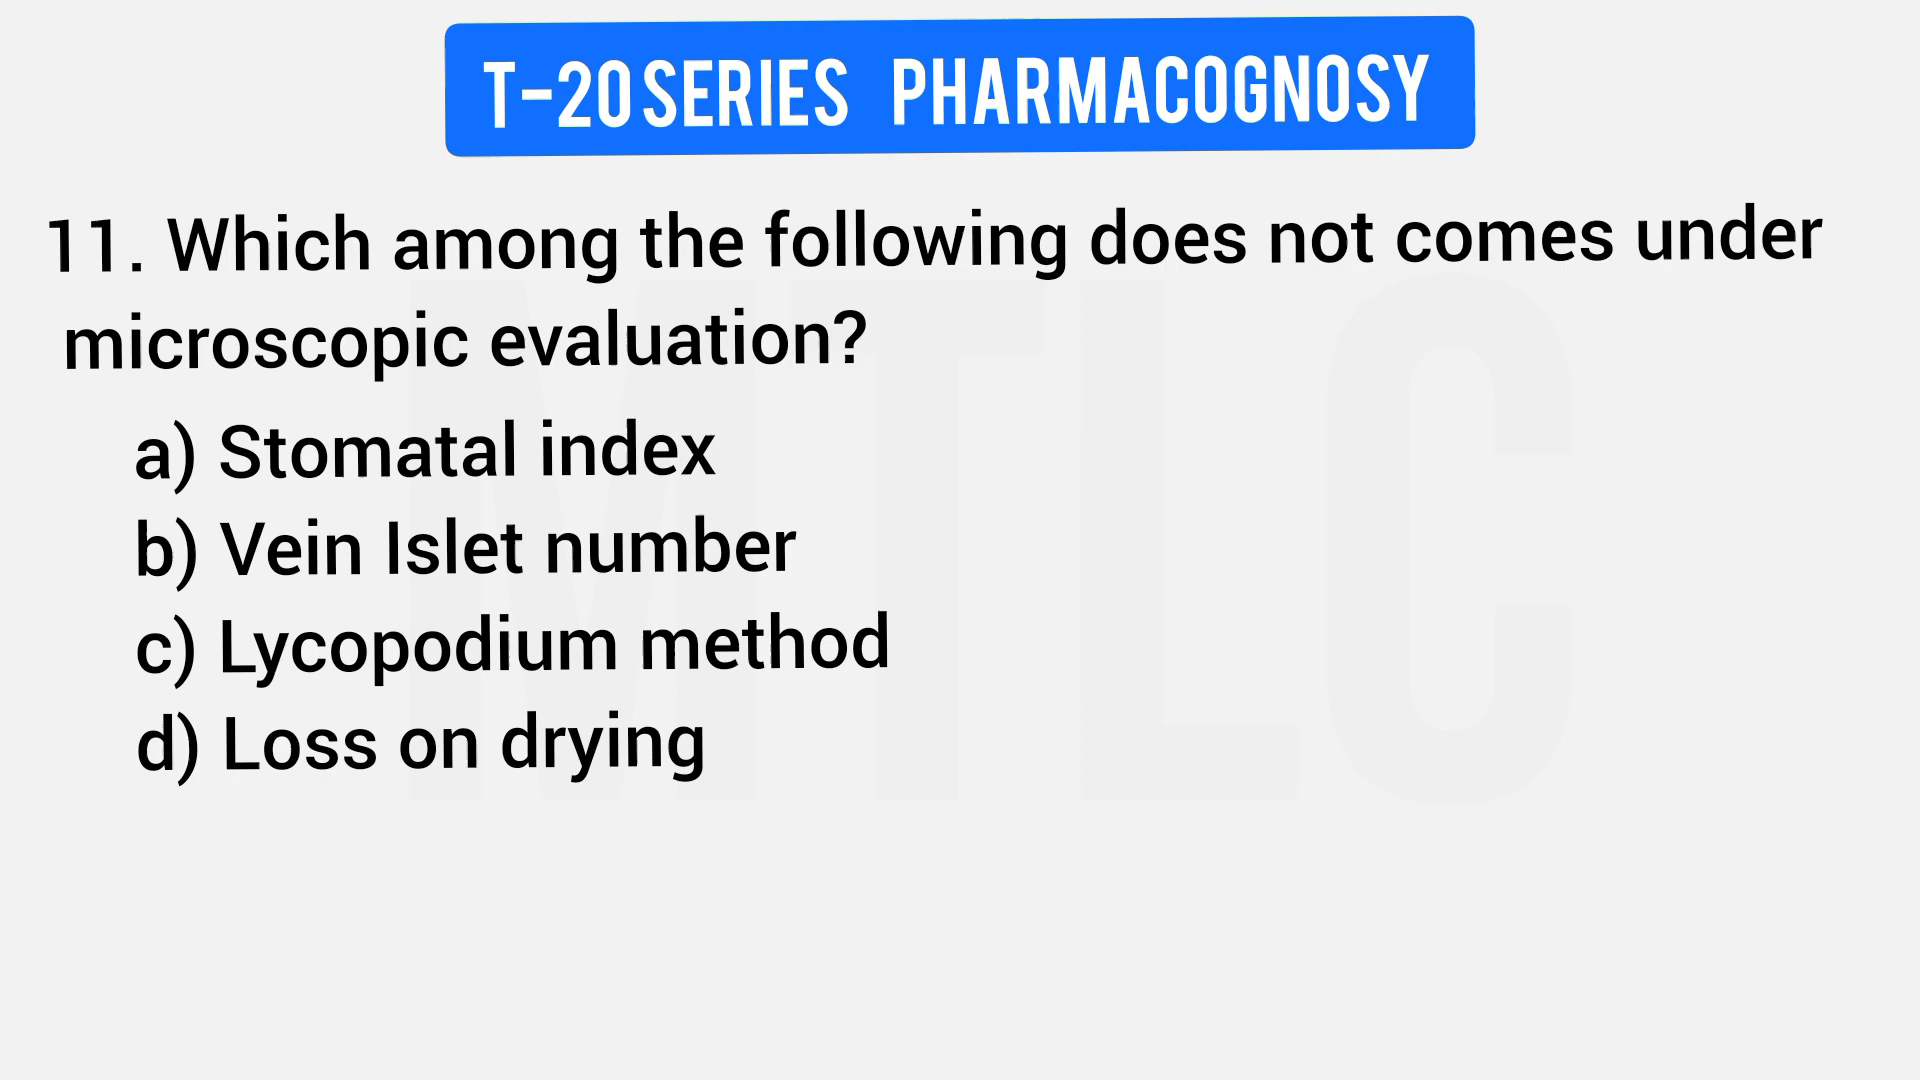 T-20 SERIES PHARMACOGNOSY
11. Which among the following does not comes under
microscopic evaluation?
a) Stomatal index
b) Vein Islet number
c) Lycopodium method
d) Loss on drying
MTLC